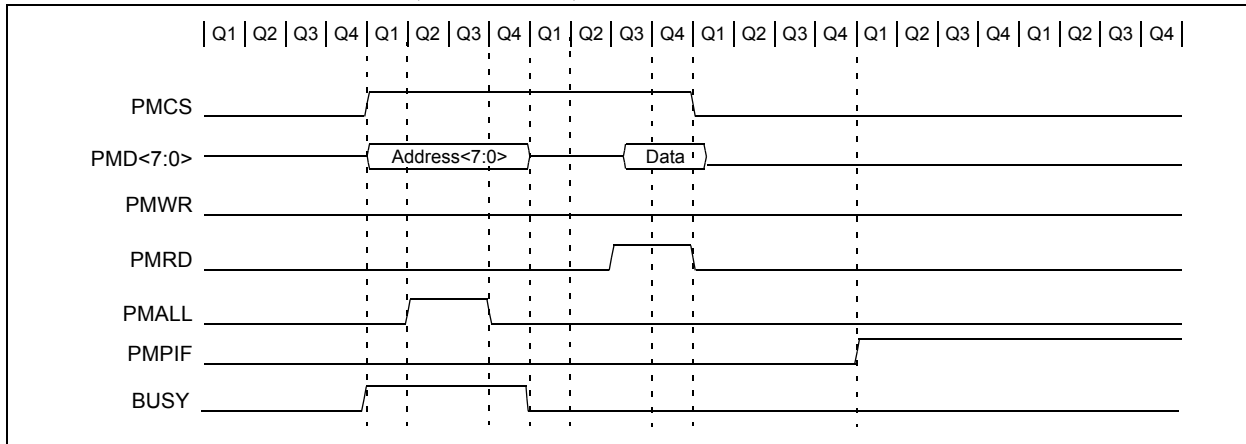 Q1 Q2 Q3 Q4 Q1 Q2 Q3 Q4 Q1 Q2 Q3 Q4 Q1 Q2 Q3 Q4 Q1 Q2 Q3 Q4 Q1 Q2 Q3 Q4
PMCS
PMD<7:0> Address<7:0> Data
PMWR
PMRD
PMALL
PMPIF
BUSY